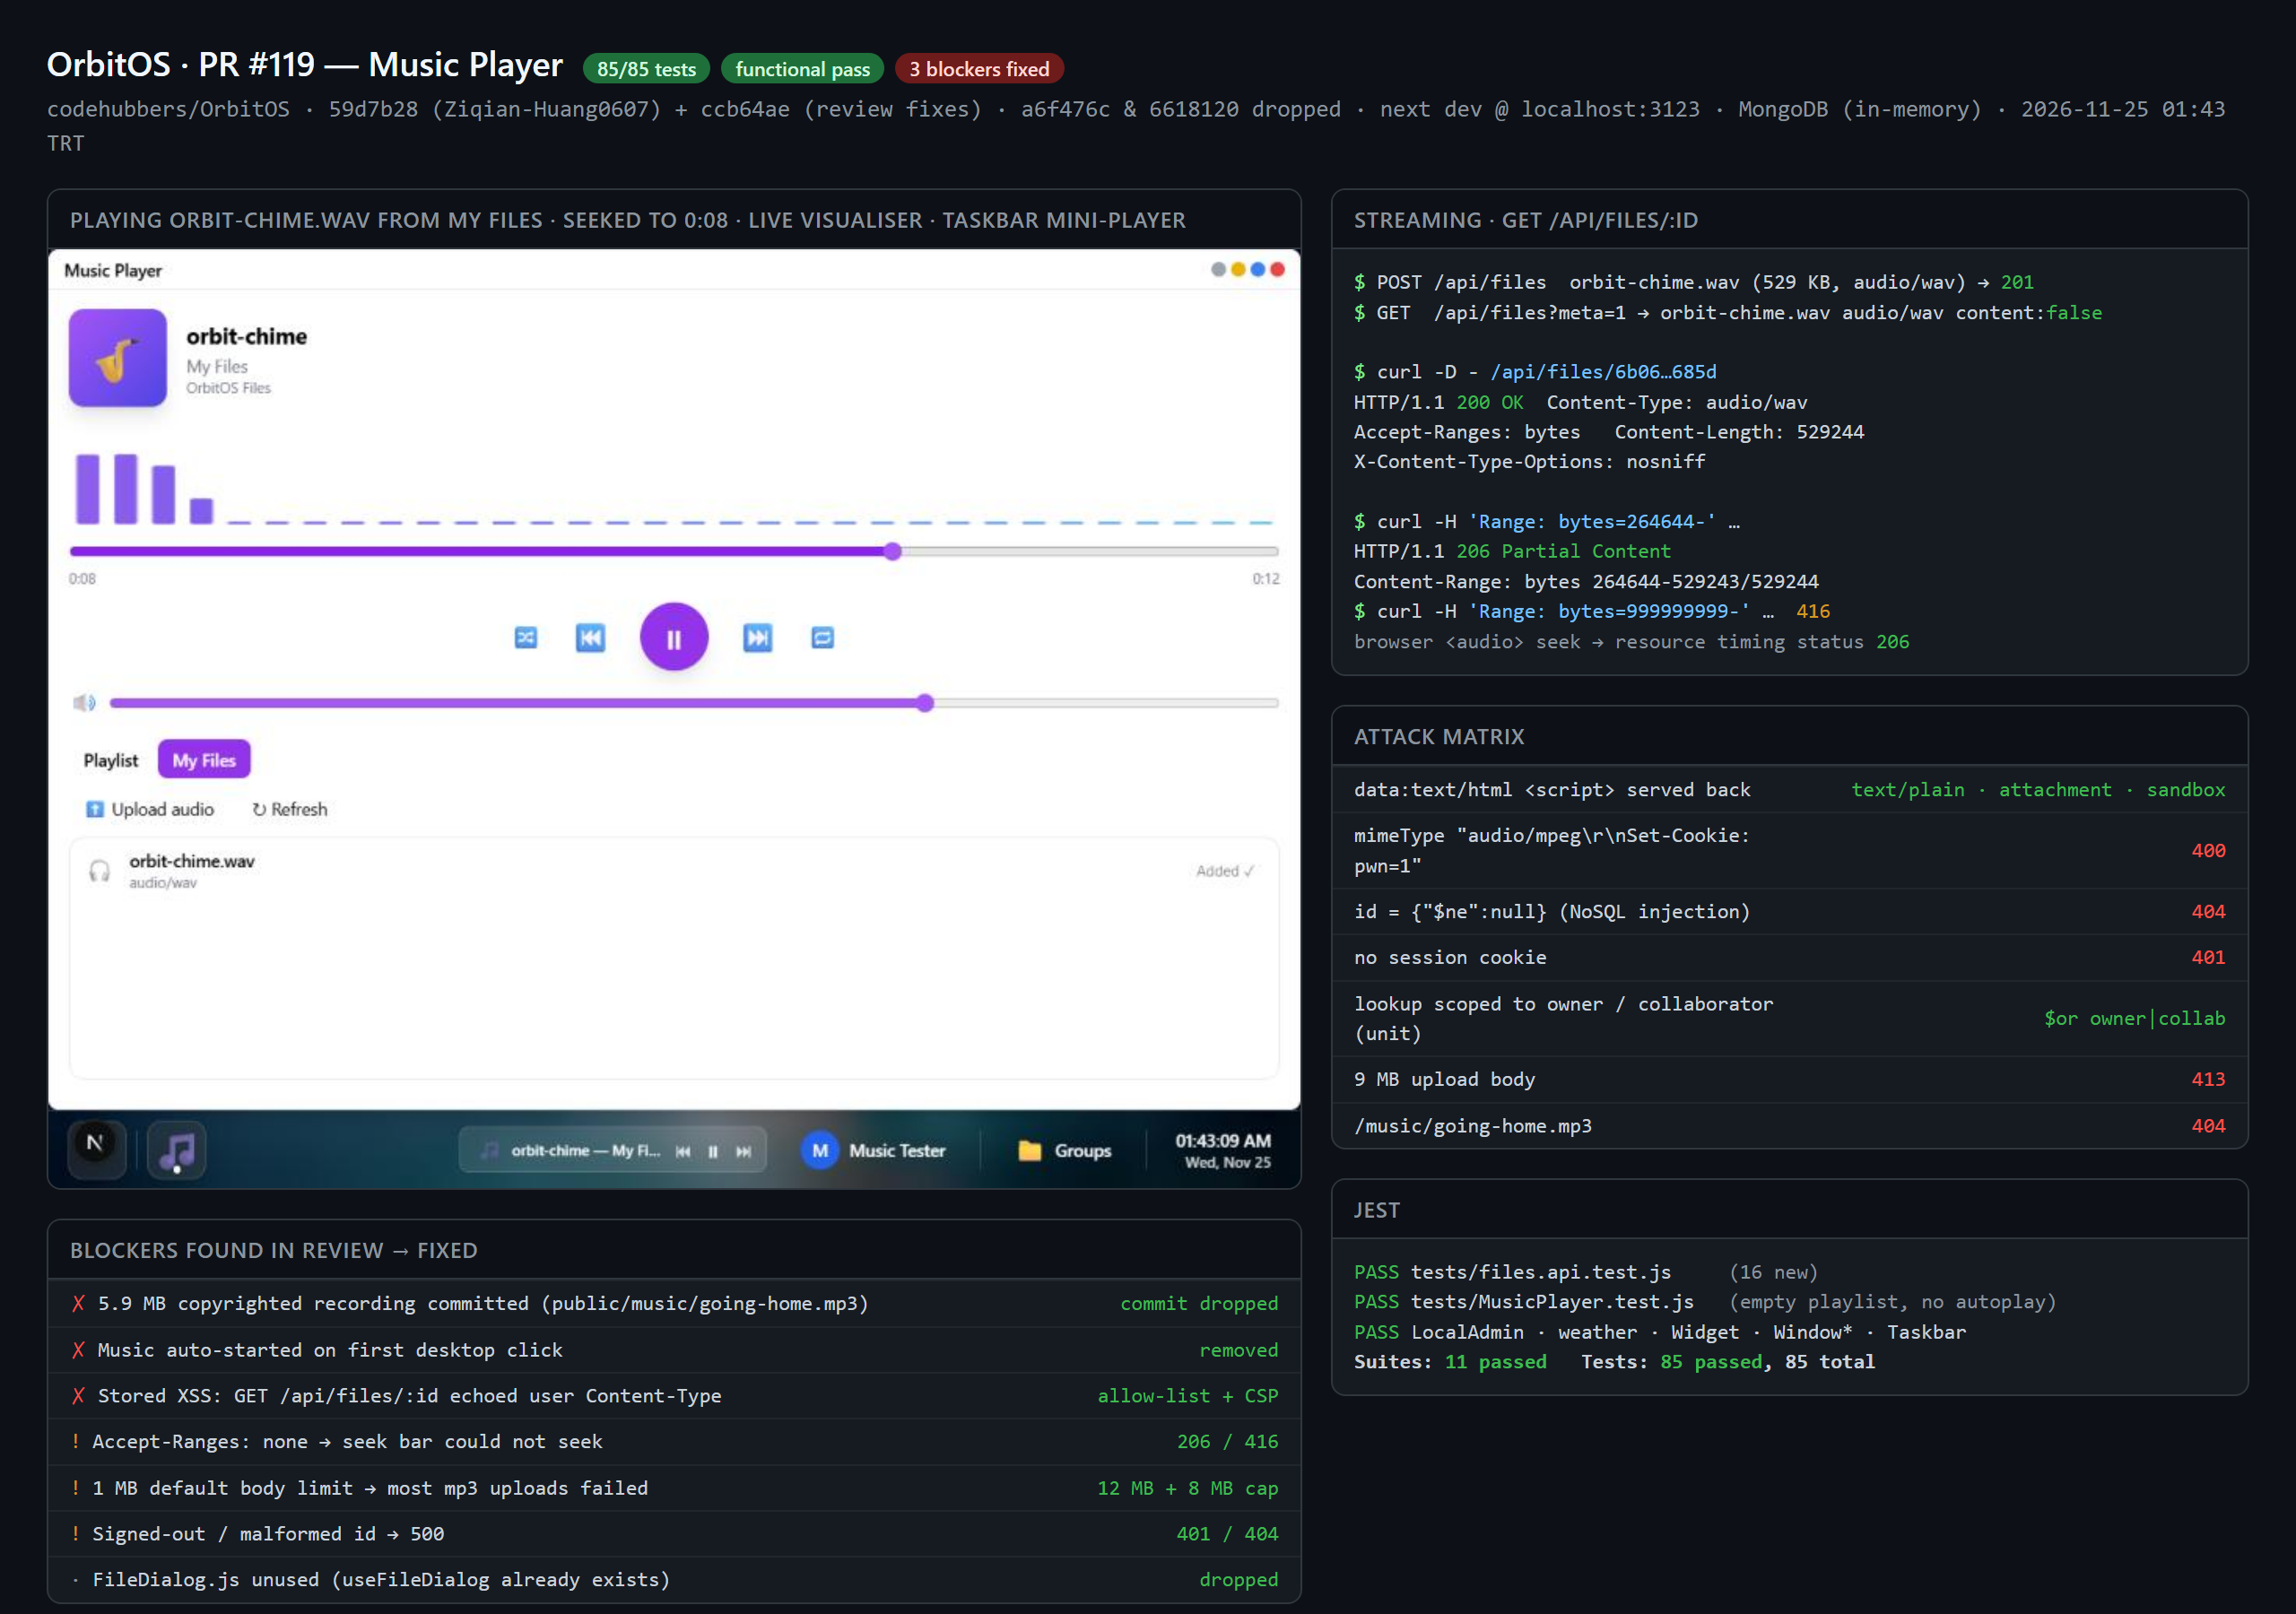 OrbitOS · PR #119 — Music Player
85/85 tests
functional pass
3 blockers fixed
codehubbers/OrbitOS · 59d7b28 (Ziqian-Huang0607) + ccb64ae (review fixes) · a6f476c & 6618120 dropped · next dev @ localhost:3123 · MongoDB (in-memory) · 2026-11-25 01:43
TRT
PLAYING ORBIT-CHIME.WAV FROM MY FILES · SEEKED TO 0:08 · LIVE VISUALISER · TASKBAR MINI-PLAYER
Music Player
orbit-chime
My Files
OrbitOS Files
0:08
0:12
Playlist
My Files
Upload audio
↻ Refresh
orbit-chime.wav
audio/wav
Added ✓
N
orbit-chime — My Fi...
M
Music Tester
Groups
01:43:09 AM
Wed, Nov 25
BLOCKERS FOUND IN REVIEW → FIXED
✗ 5.9 MB copyrighted recording committed (public/music/going-home.mp3) commit dropped
✗ Music auto-started on first desktop click removed
✗ Stored XSS: GET /api/files/:id echoed user Content-Type allow-list + CSP
! Accept-Ranges: none → seek bar could not seek 206 / 416
! 1 MB default body limit → most mp3 uploads failed 12 MB + 8 MB cap
! Signed-out / malformed id → 500 401 / 404
· FileDialog.js unused (useFileDialog already exists) dropped
STREAMING · GET /API/FILES/:ID
$ POST /api/files orbit-chime.wav (529 KB, audio/wav) → 201
$ GET /api/files?meta=1 → orbit-chime.wav audio/wav content:false
$ curl -D - /api/files/6b06…685d
HTTP/1.1 200 OK Content-Type: audio/wav
Accept-Ranges: bytes Content-Length: 529244
X-Content-Type-Options: nosniff
$ curl -H 'Range: bytes=264644-' …
HTTP/1.1 206 Partial Content
Content-Range: bytes 264644-529243/529244
$ curl -H 'Range: bytes=999999999-' … 416
browser <audio> seek → resource timing status 206
ATTACK MATRIX
data:text/html <script> served back text/plain · attachment · sandbox
mimeType "audio/mpeg\r\nSet-Cookie:
pwn=1"
400
id = {"$ne":null} (NoSQL injection) 404
no session cookie 401
lookup scoped to owner / collaborator
(unit)
$or owner|collab
9 MB upload body 413
/music/going-home.mp3 404
JEST
PASS tests/files.api.test.js (16 new)
PASS tests/MusicPlayer.test.js (empty playlist, no autoplay)
PASS LocalAdmin · weather · Widget · Window* · Taskbar
Suites: 11 passed Tests: 85 passed, 85 total